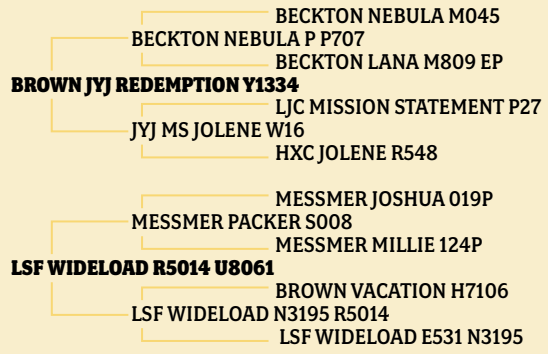 BECKTON NEBULA M045
BECKTON NEBULA P P707
BECKTON LANA M809 EP
BROWN JYJ REDEMPTION Y1334
LJC MISSION STATEMENT P27
JYJ MS JOLENE W16
HXC JOLENE R548
MESSMER JOSHUA 019P
MESSMER PACKER S008
MESSMER MILLIE 124P
LSF WIDELOAD R5014 U8061
BROWN VACATION H7106
LSF WIDELOAD N3195 R5014
LSF WIDELOAD E531 N3195